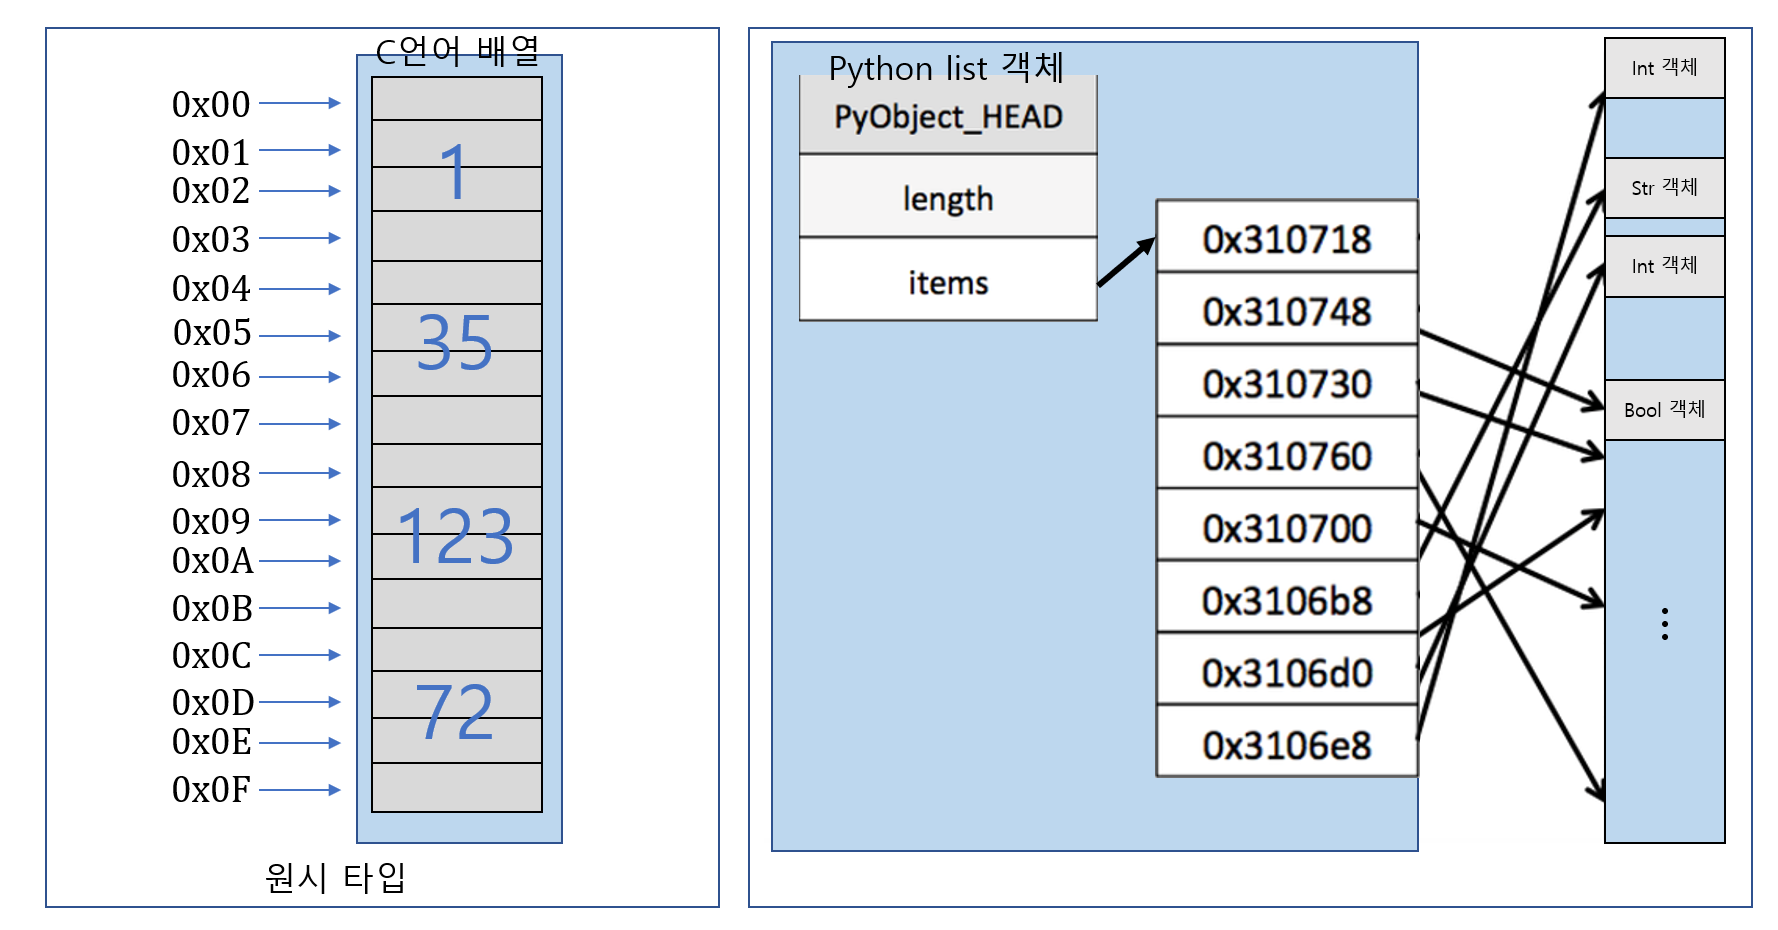 C언어 배열
0x00
0x01
1
0x02
0x03
0x04
0x05
35
0x06
0x07
0x08
0x09
123
0x0A
0x0B
0x0C
0x0D
72
0x0E
0x0F
원시 타입
Python list 객체
PyObject_HEAD
length
items
0x310718
0x310748
0x310730
0x310760
0x310700
0x3106b8
0x3106d0
0x3106e8
Int 객체
Str 객체
Int 객체
Bool 객체
⋮